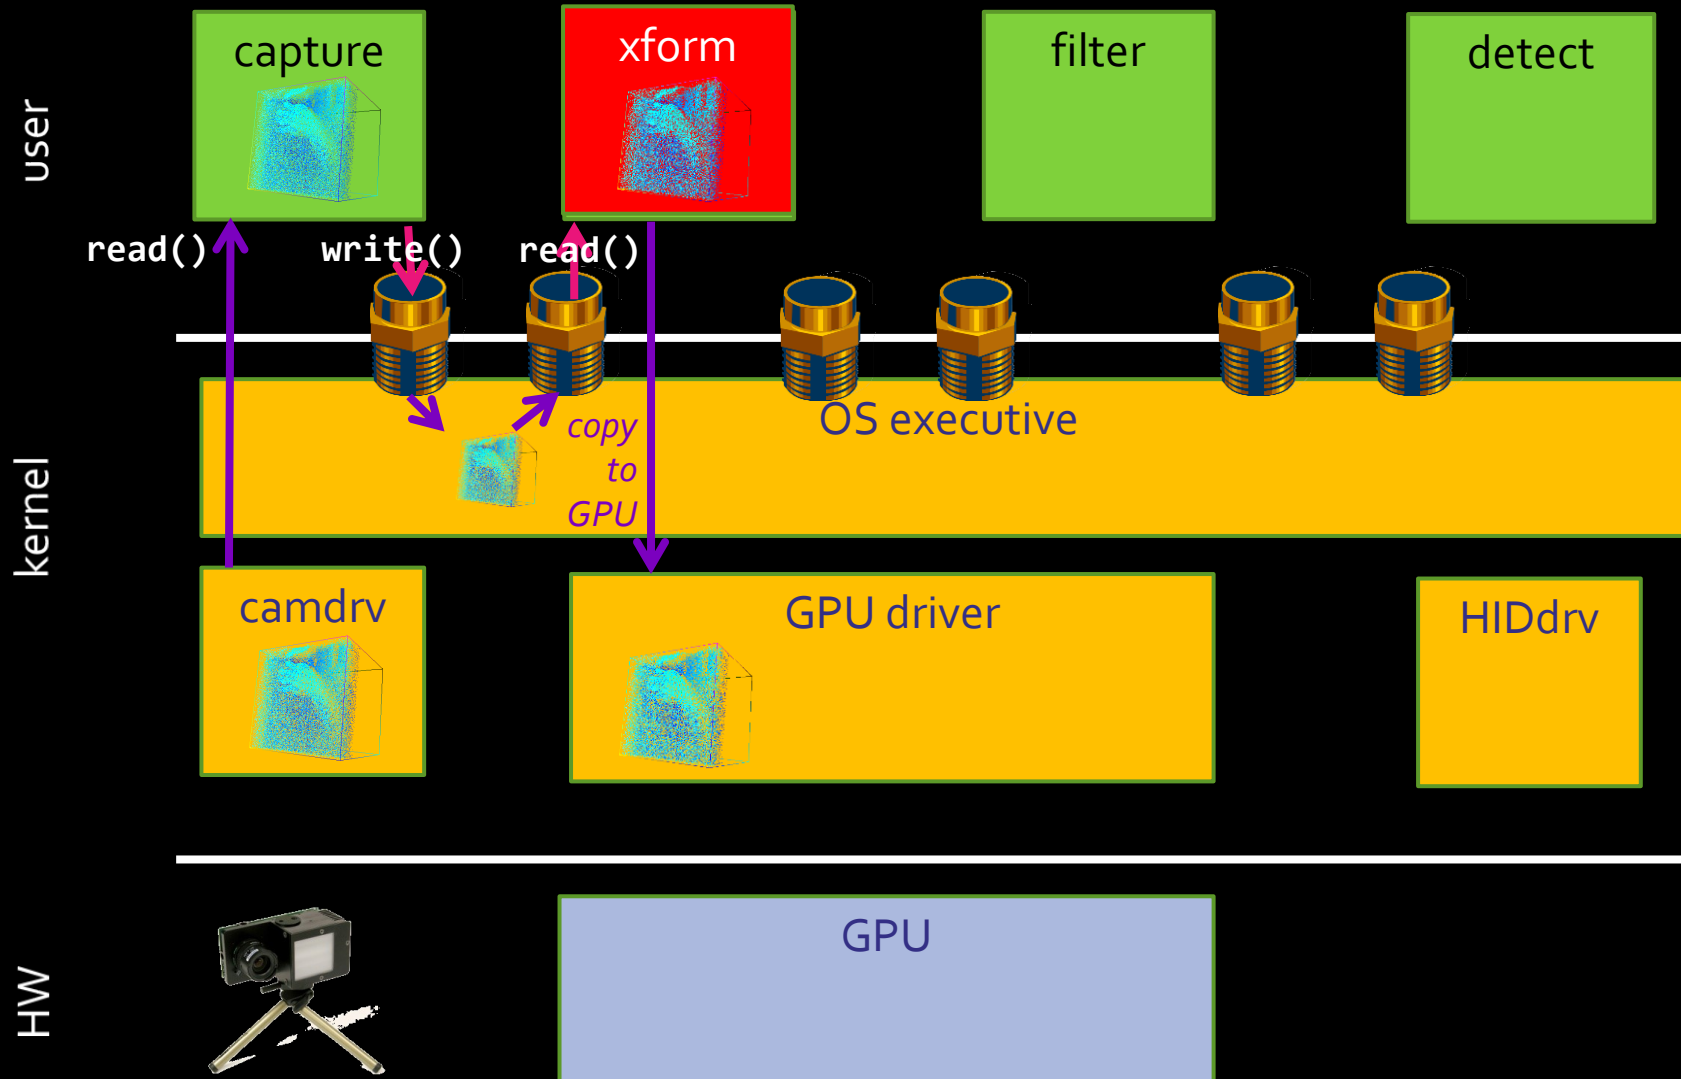 user
capture
xform
filter
detect
read()
write()
read()
kernel
OS executive
copy
to
GPU
camdrv
GPU driver
HIDdrv
HW
GPU